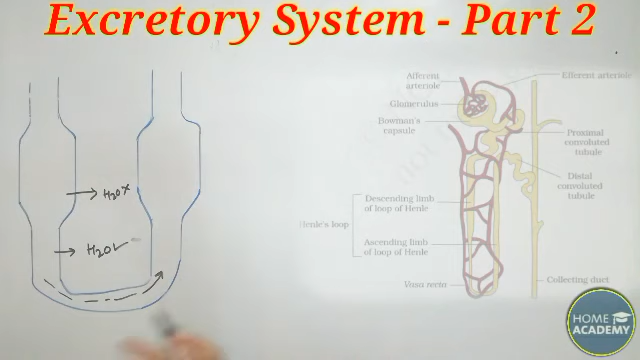 Excretory System - Part 2
H₂O X
H₂O ✓
Afferent
arteriole
Efferent arteriole
Glomerulus
Bowman's
capsule
Proximal
convoluted
tubule
Distal
convoluted
tubule
Descending limb
of loop of Henle
Henle's loop
Ascending limb
of loop of Henle
Vasa recta
Collecting duct
HOME
ACADEMY